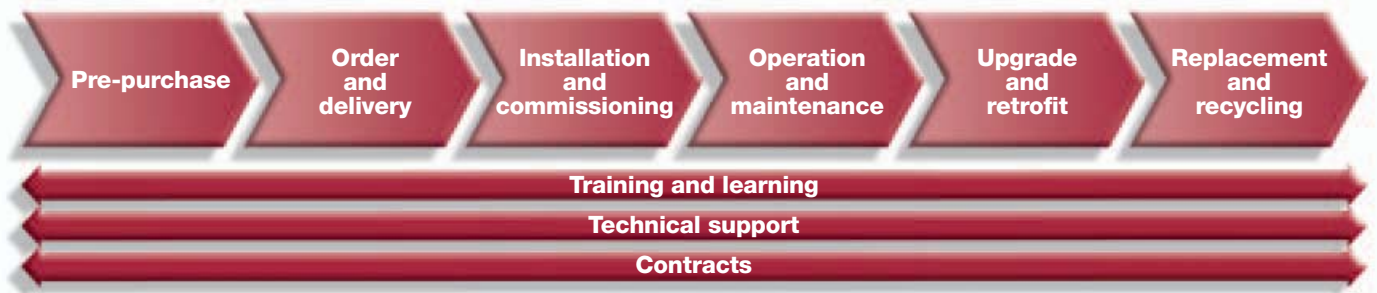 Pre-purchase
Order
and
delivery
Installation
and
commissioning
Operation
and
maintenance
Upgrade
and
retrofit
Replacement
and
recycling
Training and learning
Technical support
Contracts